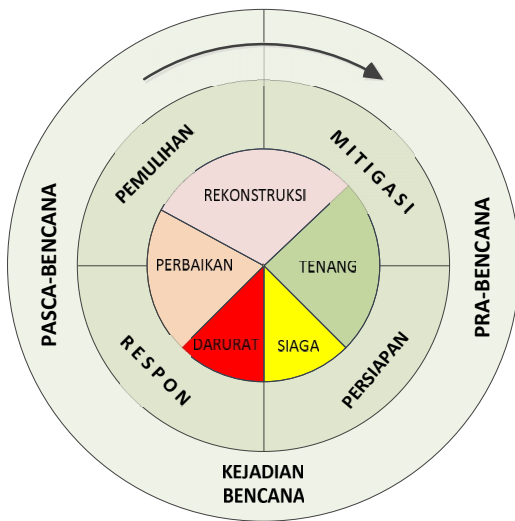 PEMULIHAN
MITIGASI
REKONSTRUKSI
PASCA-BENCANA
PERBAIKAN
TENANG
PRA-BENCANA
DARURAT
SIAGA
RESPON
PERSIAPAN
KEJADIAN
BENCANA